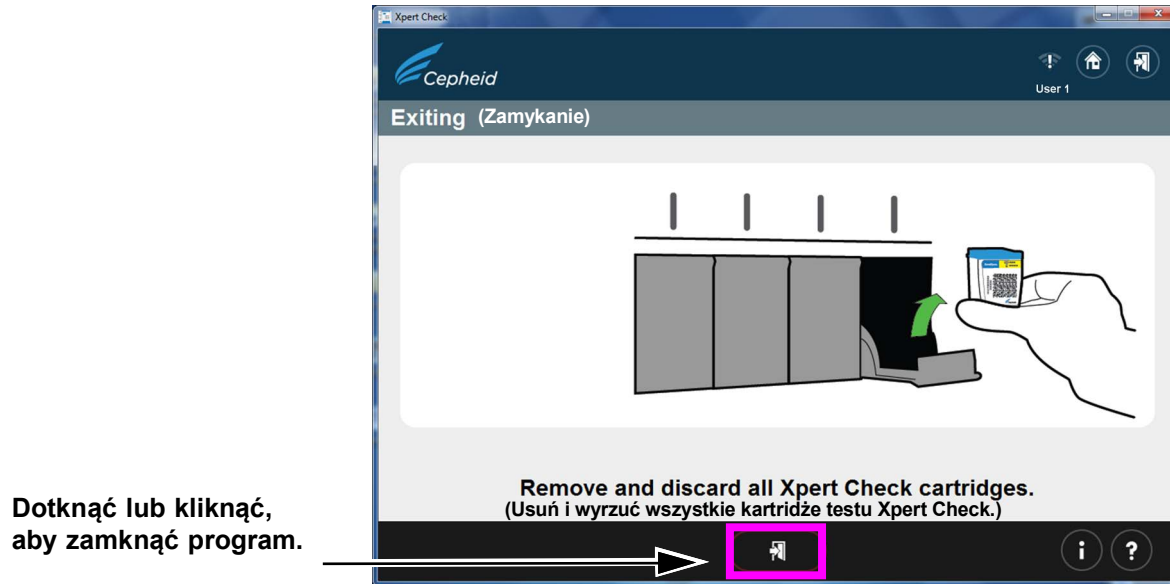 Xpert Check
Cepheid
User 1
Exiting (Zamykanie)
Remove and discard all Xpert Check cartridges.
(Usuń i wyrzuć wszystkie kartridże testu Xpert Check.)
Dotknąć lub kliknąć,
aby zamknąć program.
i ?